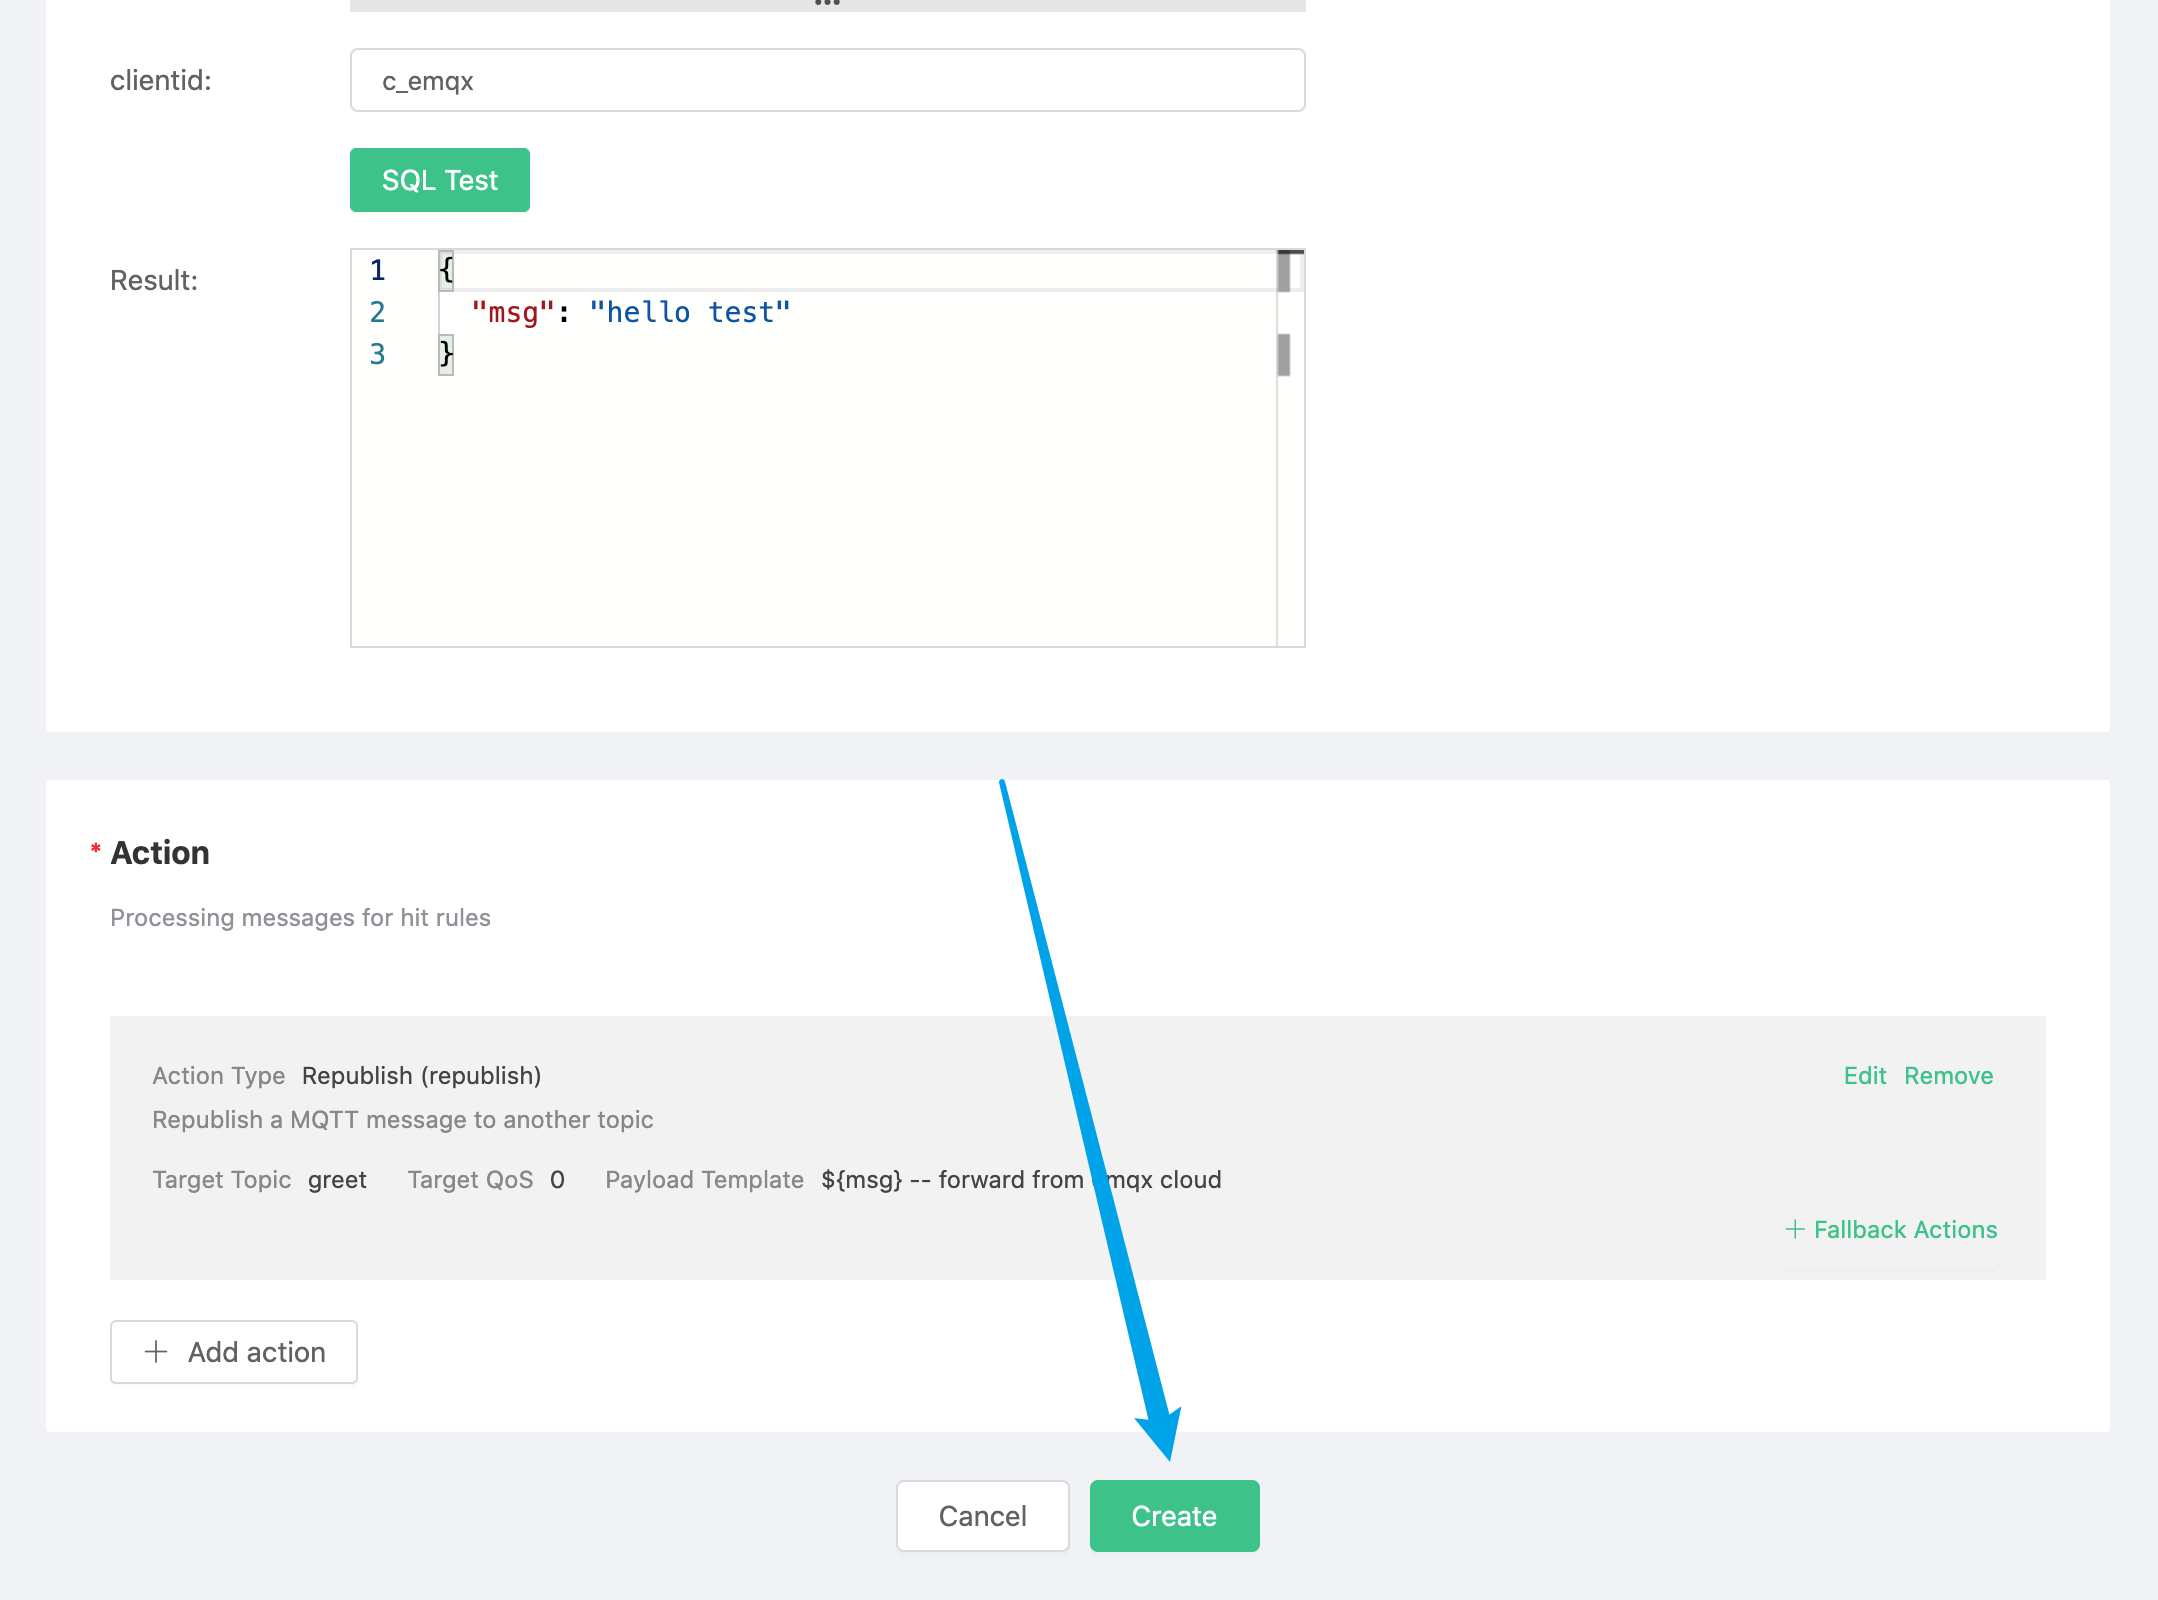 clientid:
c_emqx
SQL Test
Result:
1 {
2 "msg": "hello test"
3 }
* Action
Processing messages for hit rules
Action Type Republish (republish) Edit Remove
Republish a MQTT message to another topic
Target Topic greet Target QoS 0 Payload Template ${msg} -- forward from mqx cloud
+ Fallback Actions
+ Add action
Cancel Create